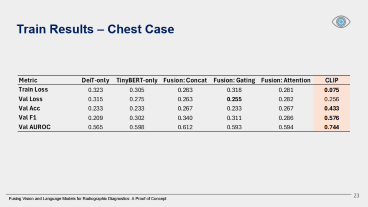 Train Results – Chest Case
Metric DeiT-only TinyBERT-only Fusion: Concat Fusion: Gating Fusion: Attention CLIP
Train Loss 0.323 0.305 0.263 0.318 0.281 0.075
Val Loss 0.315 0.275 0.263 0.255 0.282 0.256
Val Acc 0.233 0.233 0.267 0.233 0.267 0.433
Val F1 0.209 0.302 0.340 0.311 0.286 0.576
Val AUROC 0.565 0.598 0.612 0.593 0.594 0.744
Fusing Vision and Language Models for Radiographic Diagnostics: A Proof of Concept
23